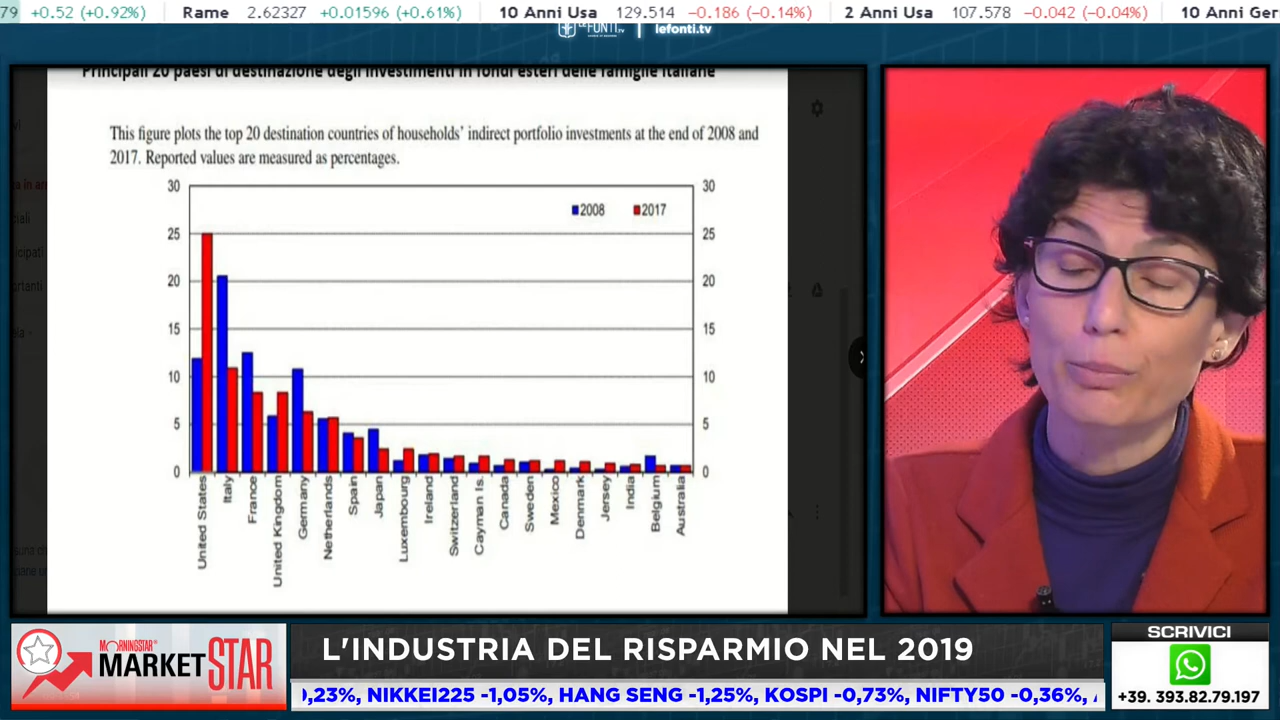 79 +0.52 (+0.92%) Rame 2.62327 +0.01596 (+0.61%) 10 Anni Usa 129.514 −0.186 (−0.14%) 2 Anni Usa 107.578 −0.042 (−0.04%) 10 Anni Ger
LEFONTI.TV lefonti.tv
Principali 20 paesi di destinazione degli investimenti in fondi esteri delle famiglie italiane
This figure plots the top 20 destination countries of households' indirect portfolio investments at the end of 2008 and
2017. Reported values are measured as percentages.
30 30
2008 2017
25 25
20 20
15 15
10 10
5 5
0 0
United States Italy France United Kingdom Germany Netherlands Spain Japan Luxembourg Ireland Switzerland Cayman Is. Canada Sweden Mexico Denmark Jersey India Belgium Australia
MORNINGSTAR®
MARKET STAR
L'INDUSTRIA DEL RISPARMIO NEL 2019
,23%, NIKKEI225 -1,05%, HANG SENG -1,25%, KOSPI -0,73%, NIFTY50 -0,36%,
SCRIVICI
+39. 393.82.79.197